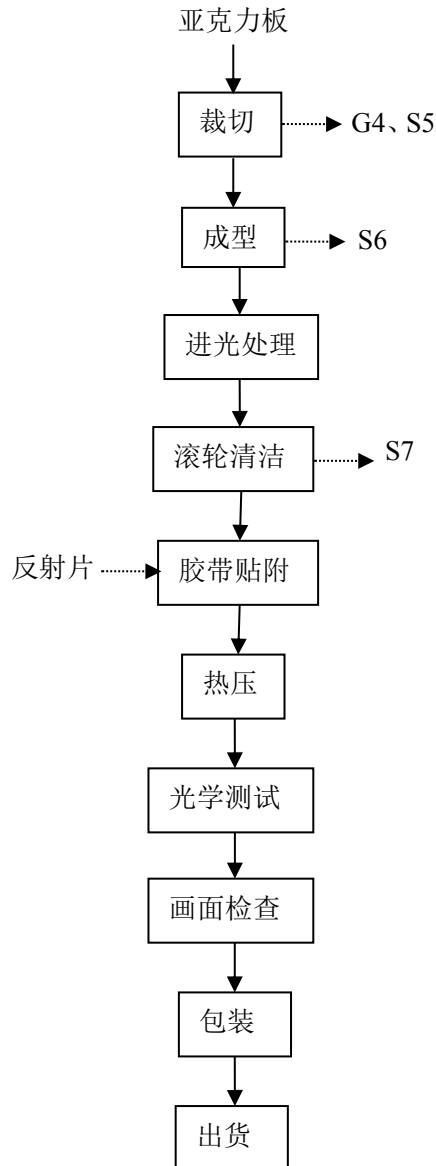 亚克力板
裁切
G4、S5
成型
S6
进光处理
滚轮清洁
S7
反射片
胶带贴附
热压
光学测试
画面检查
包装
出货